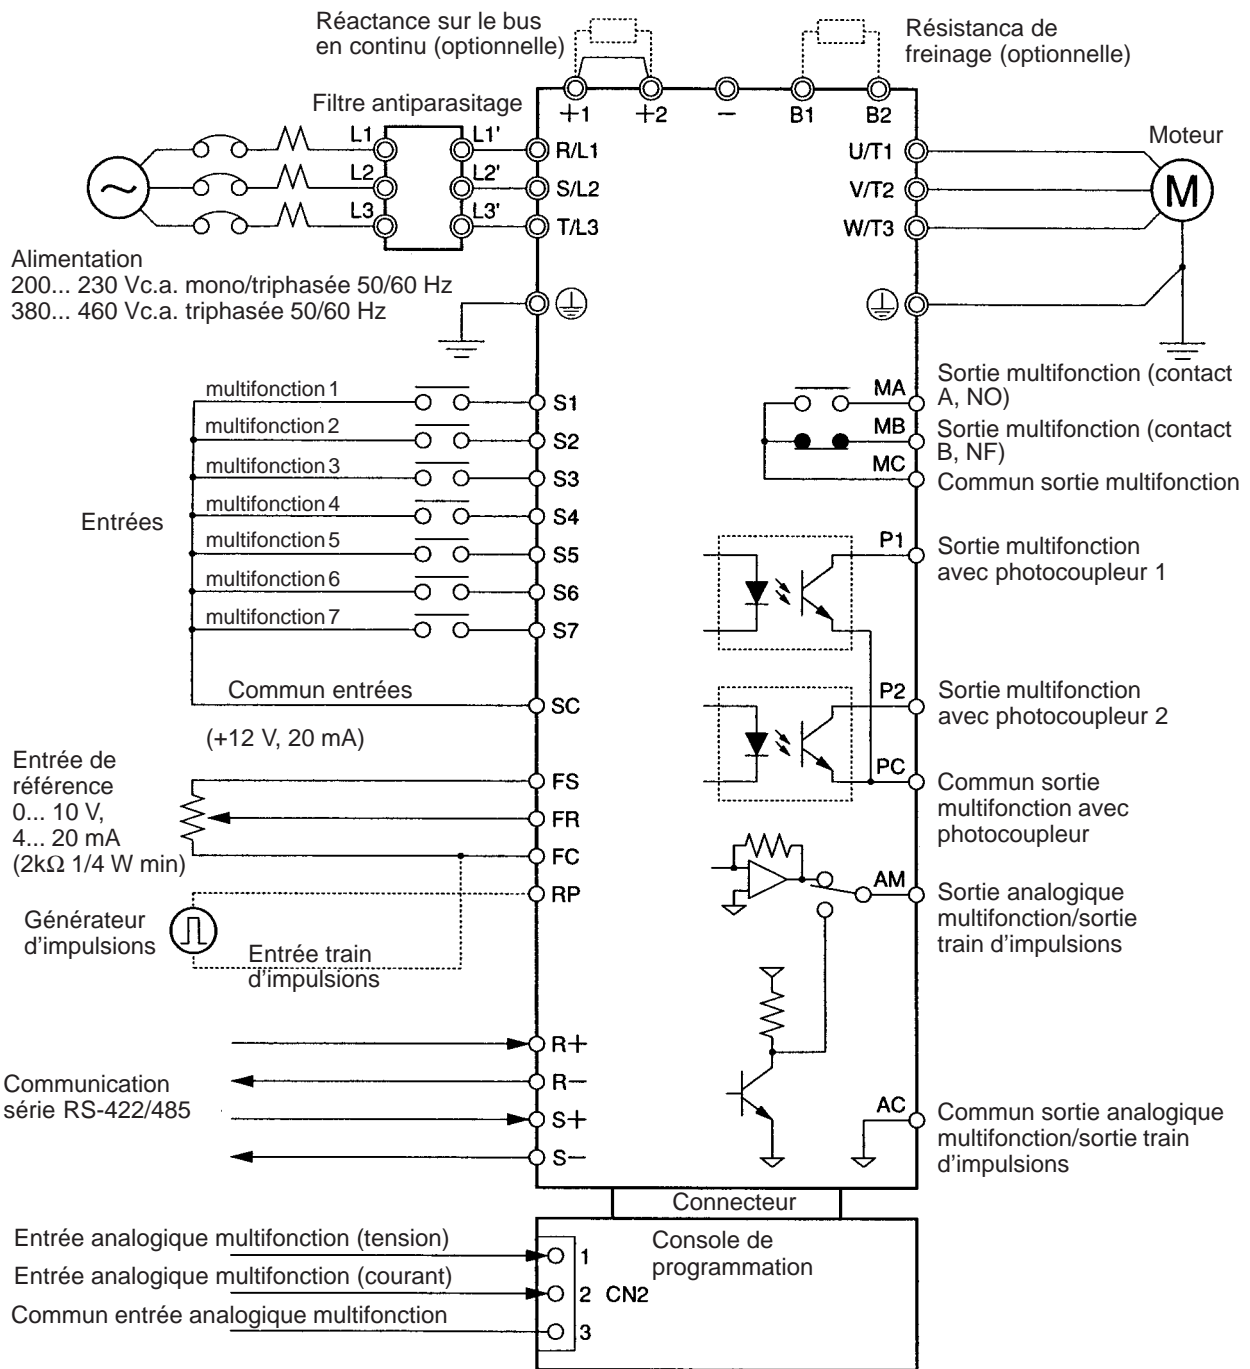 Réactance sur le bus
en continu (optionnelle)
Résistanca de
freinage (optionnelle)
Filtre antiparasitage
+1
+2
−
B1
B2
L1
L1'
R/L1
U/T1
Moteur
L2
L2'
S/L2
V/T2
M
L3
L3'
T/L3
W/T3
Alimentation
200... 230 Vc.a. mono/triphasée 50/60 Hz
380... 460 Vc.a. triphasée 50/60 Hz
Entrées
multifonction 1
S1
multifonction 2
S2
multifonction 3
S3
multifonction 4
S4
multifonction 5
S5
multifonction 6
S6
multifonction 7
S7
Commun entrées
SC
(+12 V, 20 mA)
MA
Sortie multifonction (contact
A, NO)
MB
Sortie multifonction (contact
B, NF)
MC
Commun sortie multifonction
P1
Sortie multifonction
avec photocoupleur 1
P2
Sortie multifonction
avec photocoupleur 2
PC
Commun sortie
multifonction avec
photocoupleur
Entrée de
référence
0... 10 V,
4... 20 mA
(2kΩ 1/4 W min)
FS
FR
FC
RP
Générateur
d'impulsions
Entrée train
d'impulsions
AM
Sortie analogique
multifonction/sortie
train d'impulsions
Communication
série RS-422/485
R+
R−
S+
S−
AC
Commun sortie analogique
multifonction/sortie train
d'impulsions
Connecteur
Console de
programmation
Entrée analogique multifonction (tension)
1
Entrée analogique multifonction (courant)
2 CN2
Commun entrée analogique multifonction
3